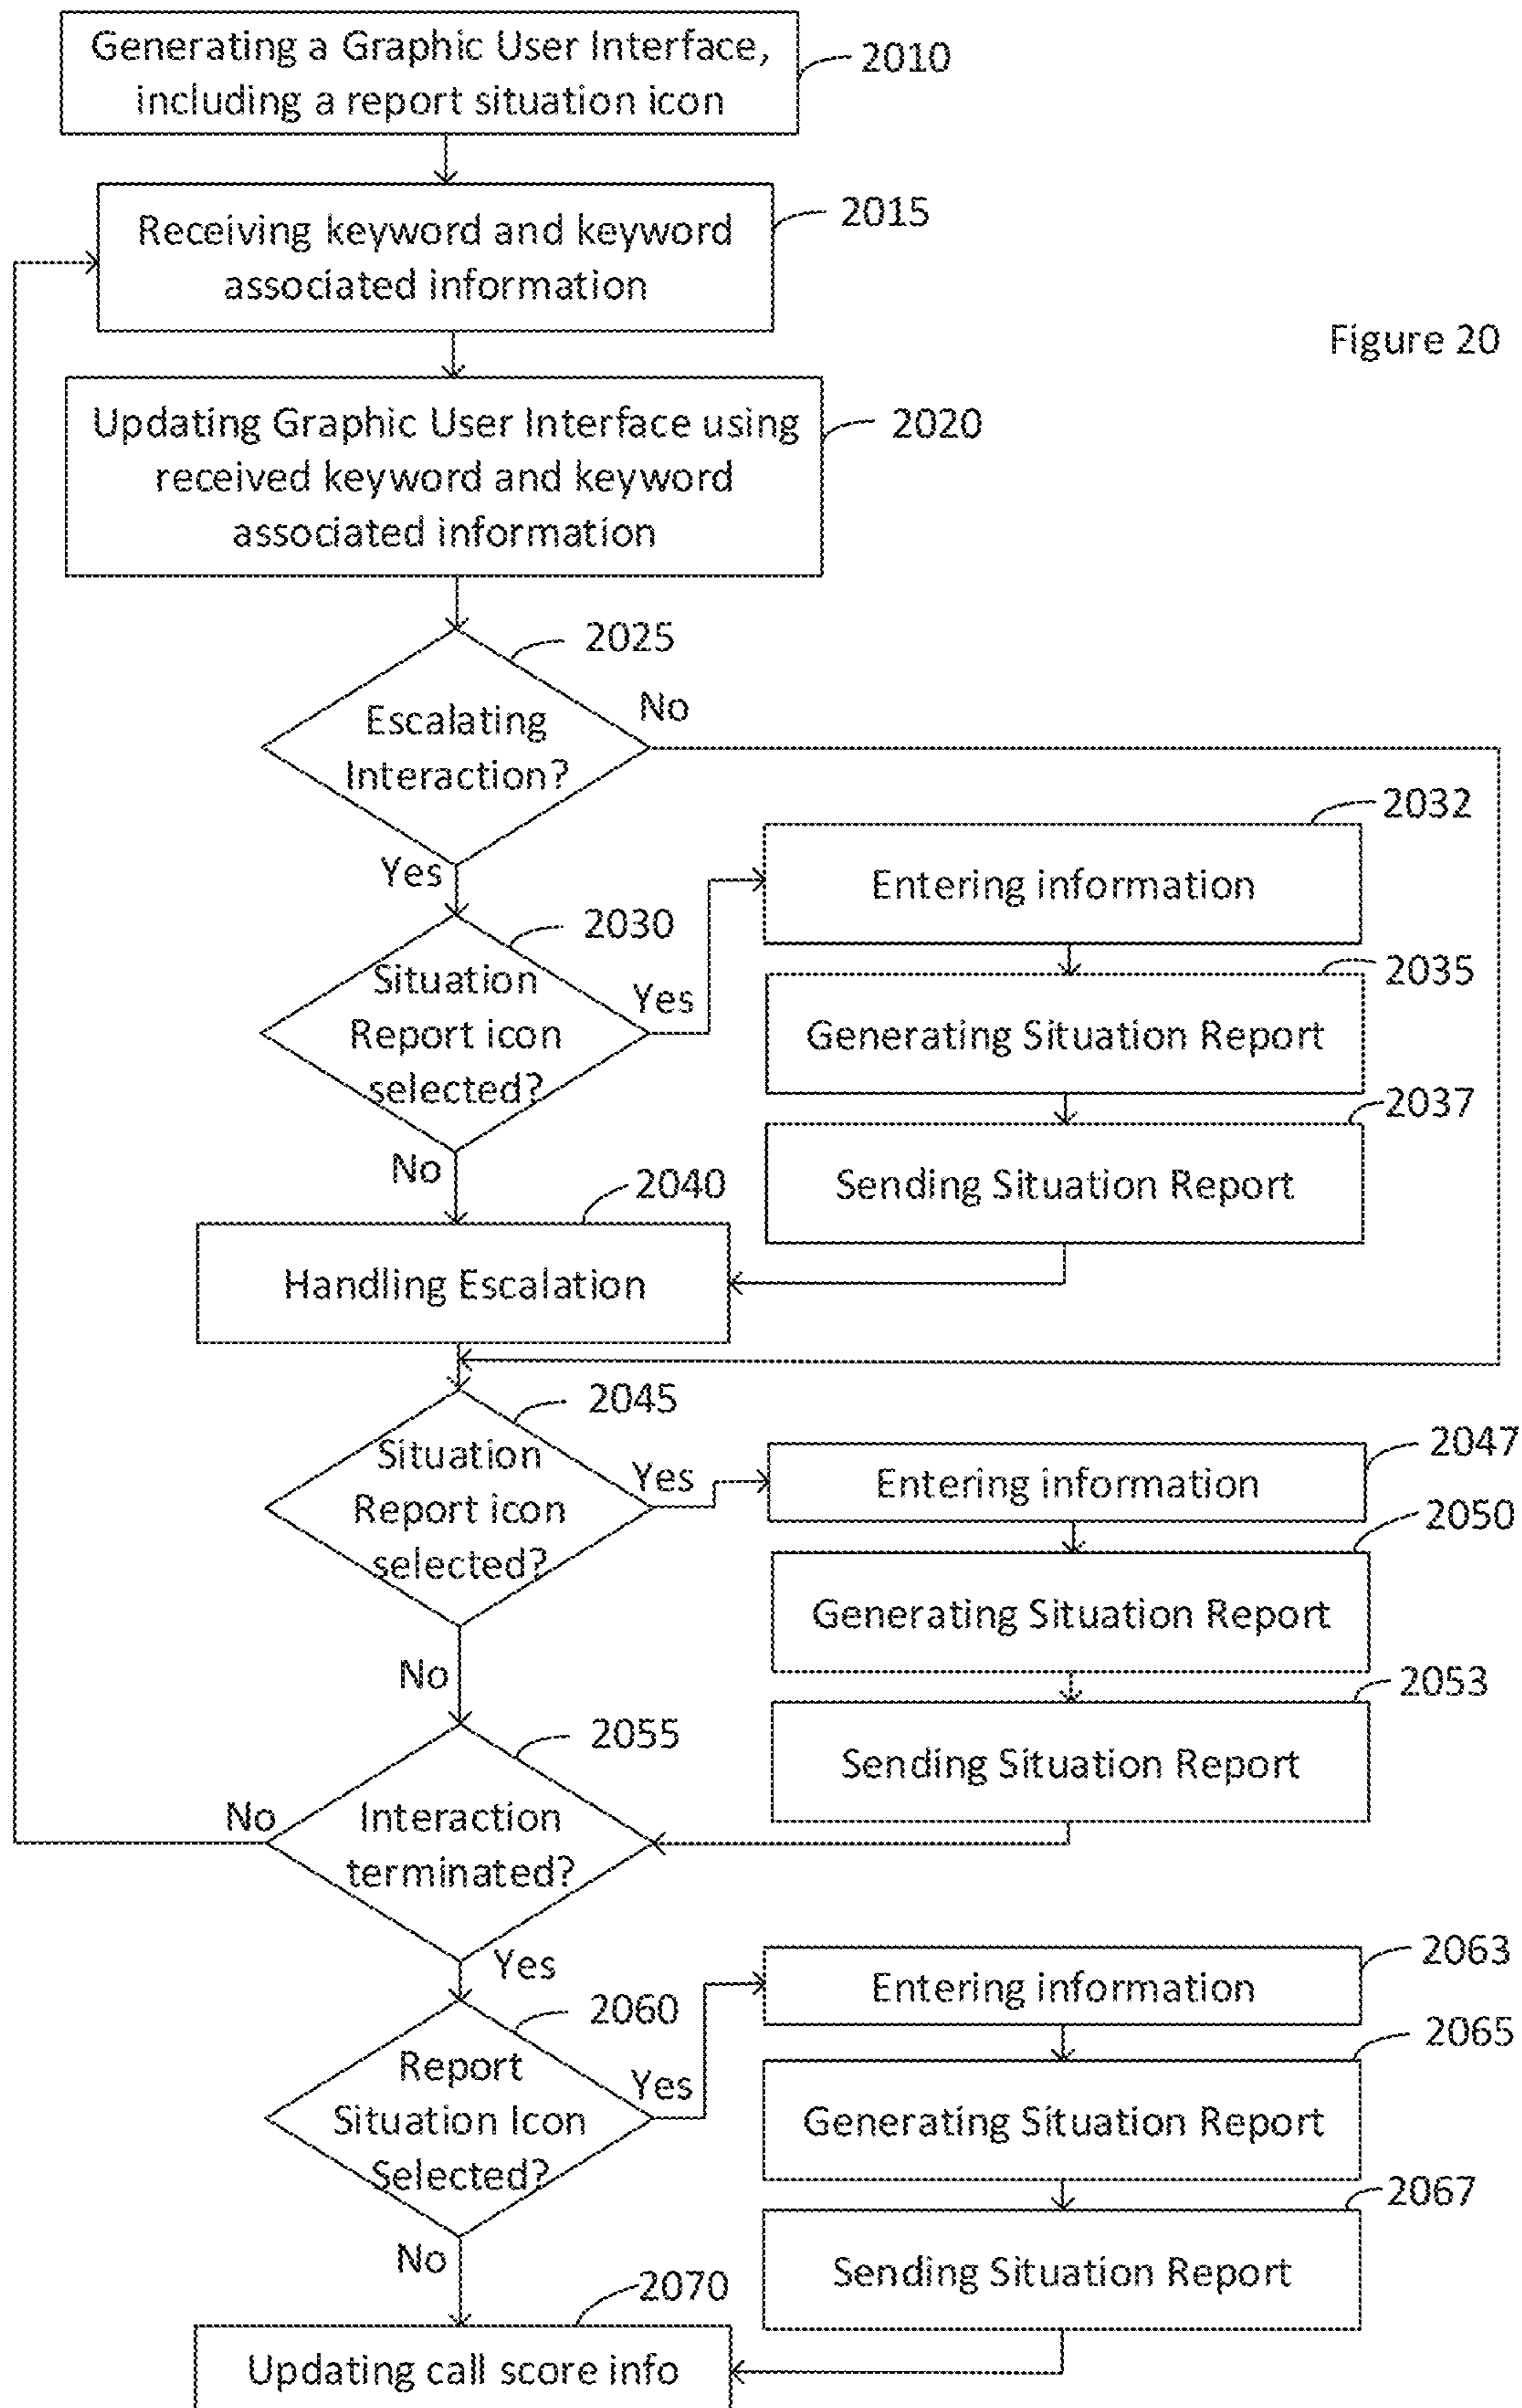 Generating a Graphic User Interface,
including a report situation icon
2010
Receiving keyword and keyword
associated information
2015
Figure 20
Updating Graphic User Interface using
received keyword and keyword
associated information
2020
2025
Escalating
Interaction?
No
Yes
2030
Situation
Report icon
selected?
Yes
No
2032
Entering information
2035
Generating Situation Report
2037
Sending Situation Report
2040
Handling Escalation
2045
Situation
Report icon
selected?
Yes
No
2047
Entering information
2050
Generating Situation Report
2053
Sending Situation Report
2055
Interaction
terminated?
No
Yes
2060
Report
Situation Icon
Selected?
Yes
No
2063
Entering information
2065
Generating Situation Report
2067
Sending Situation Report
2070
Updating call score info